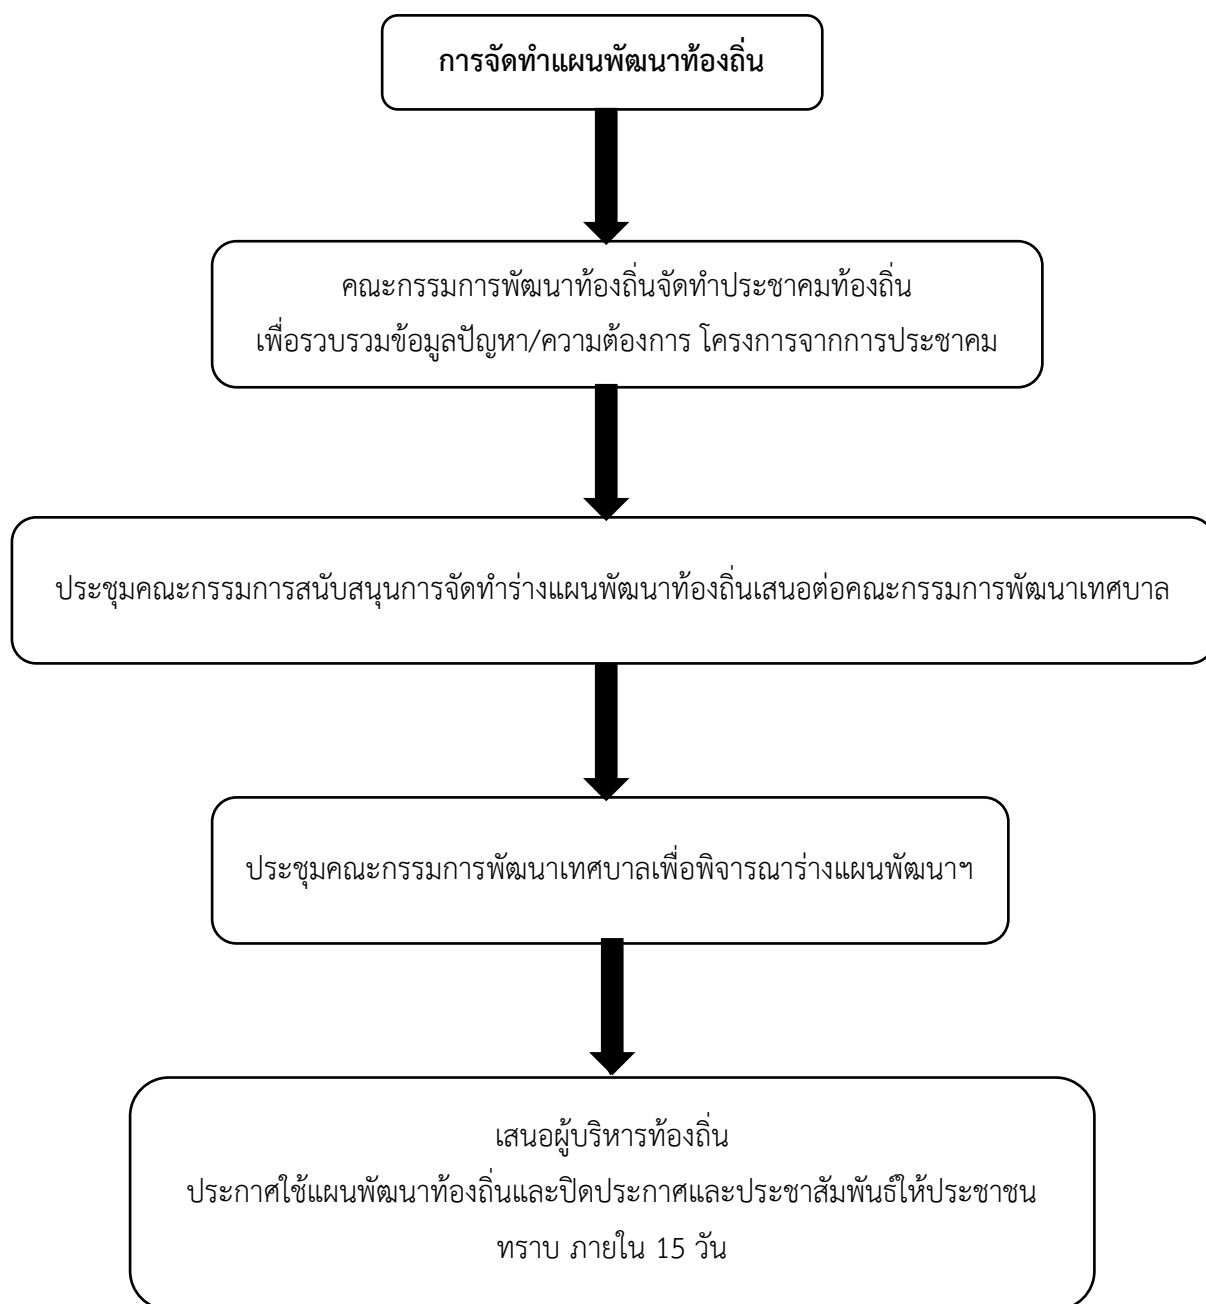 การจัดทำแผนพัฒนาท้องถิ่น
คณะกรรมการพัฒนาท้องถิ่นจัดทำประชาคมท้องถิ่น
เพื่อรวบรวมข้อมูลปัญหา/ความต้องการ โครงการจากการประชาคม
ประชุมคณะกรรมการสนับสนุนการจัดทำร่างแผนพัฒนาท้องถิ่นเสนอต่อคณะกรรมการพัฒนาเทศบาล
ประชุมคณะกรรมการพัฒนาเทศบาลเพื่อพิจารณาร่างแผนพัฒนาฯ
เสนอผู้บริหารท้องถิ่น
ประกาศใช้แผนพัฒนาท้องถิ่นและปิดประกาศและประชาสัมพันธ์ให้ประชาชน
ทราบ ภายใน 15 วัน